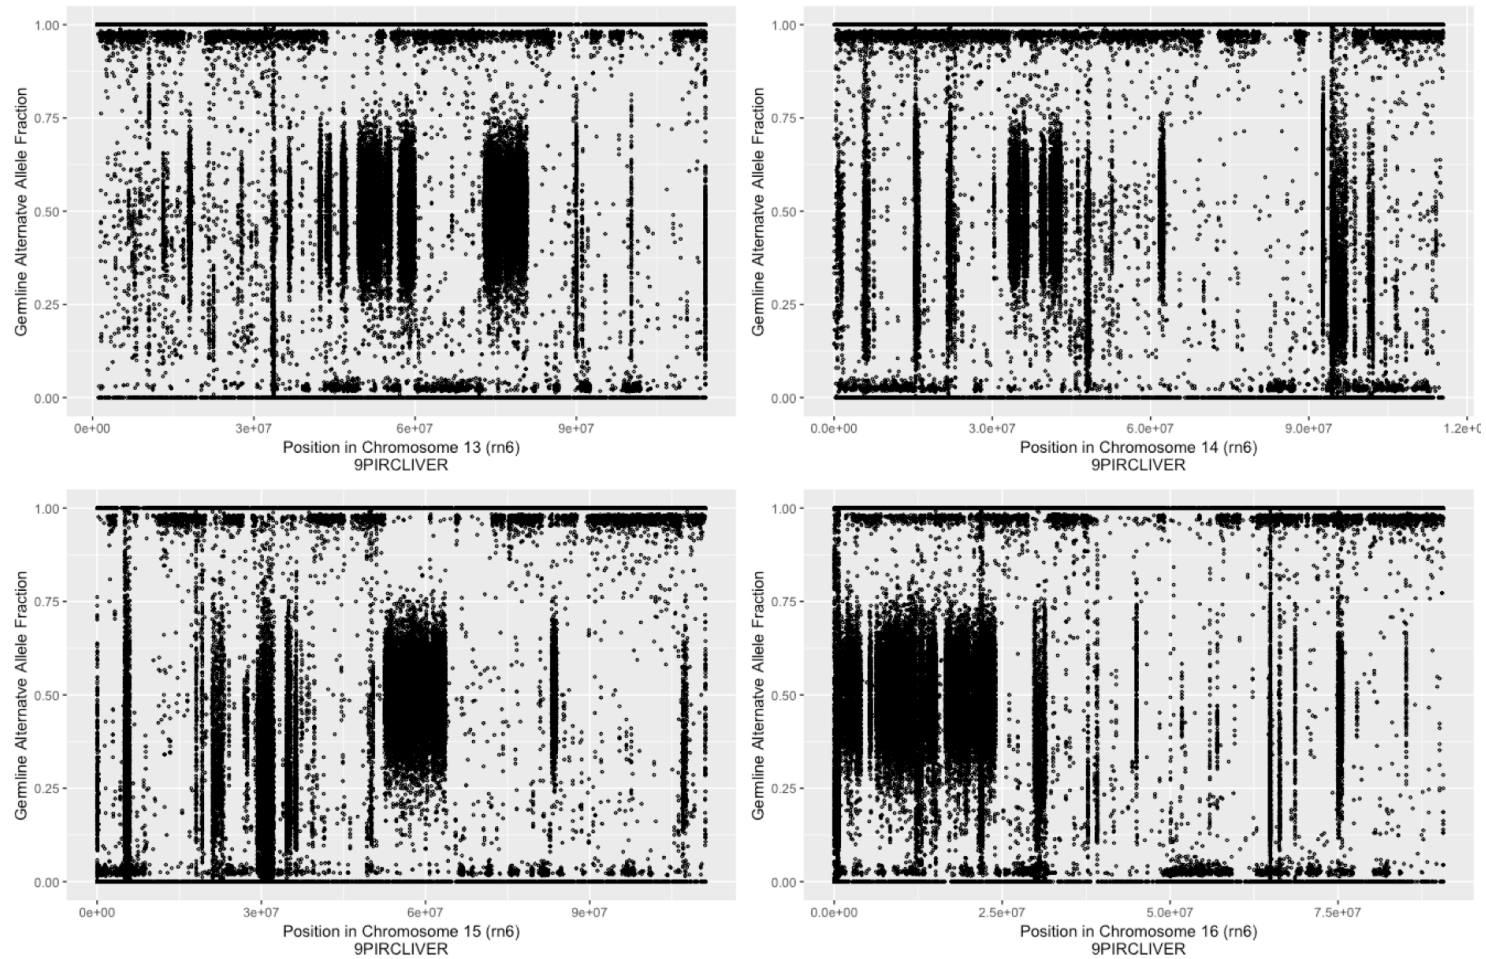 1.00
0.75
0.50
0.25
0.00
Germline Alternatve Allele Fraction
0e+00 3e+07 6e+07 9e+07
Position in Chromosome 13 (rn6)
9PIRCLIVER
1.00
0.75
0.50
0.25
0.00
Germline Alternatve Allele Fraction
0.0e+00 3.0e+07 6.0e+07 9.0e+07
Position in Chromosome 14 (rn6)
9PIRCLIVER
1.00
0.75
0.50
0.25
0.00
Germline Alternatve Allele Fraction
0e+00 3e+07 6e+07 9e+07
Position in Chromosome 15 (rn6)
9PIRCLIVER
1.00
0.75
0.50
0.25
0.00
Germline Alternatve Allele Fraction
0.0e+00 2.5e+07 5.0e+07 7.5e+07
Position in Chromosome 16 (rn6)
9PIRCLIVER